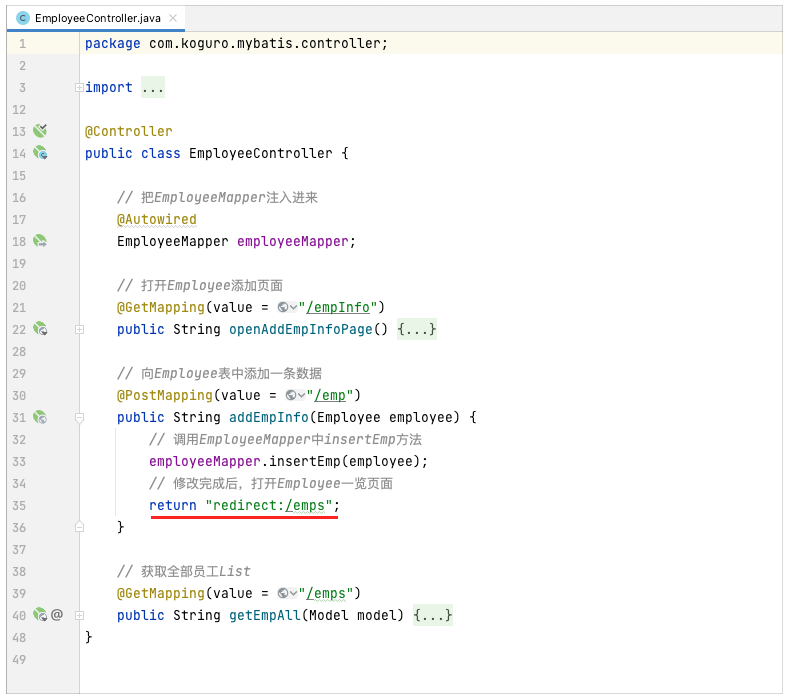 EmployeeController.java
1 package com.koguro.mybatis.controller;
2
3 import ...
12
13 @Controller
14 public class EmployeeController {
15
16 // 把EmployeeMapper注入进来
17 @Autowired
18 EmployeeMapper employeeMapper;
19
20 // 打开Employee添加页面
21 @GetMapping(value = "/empInfo")
22 public String openAddEmpInfoPage() {...}
28
29 // 向Employee表中添加一条数据
30 @PostMapping(value = "/emp")
31 public String addEmpInfo(Employee employee) {
32 // 调用EmployeeMapper中insertEmp方法
33 employeeMapper.insertEmp(employee);
34 // 修改完成后，打开Employee一览页面
35 return "redirect:/emps";
36 }
37
38 // 获取全部员工List
39 @GetMapping(value = "/emps")
40 @ public String getEmpAll(Model model) {...}
48 }
49